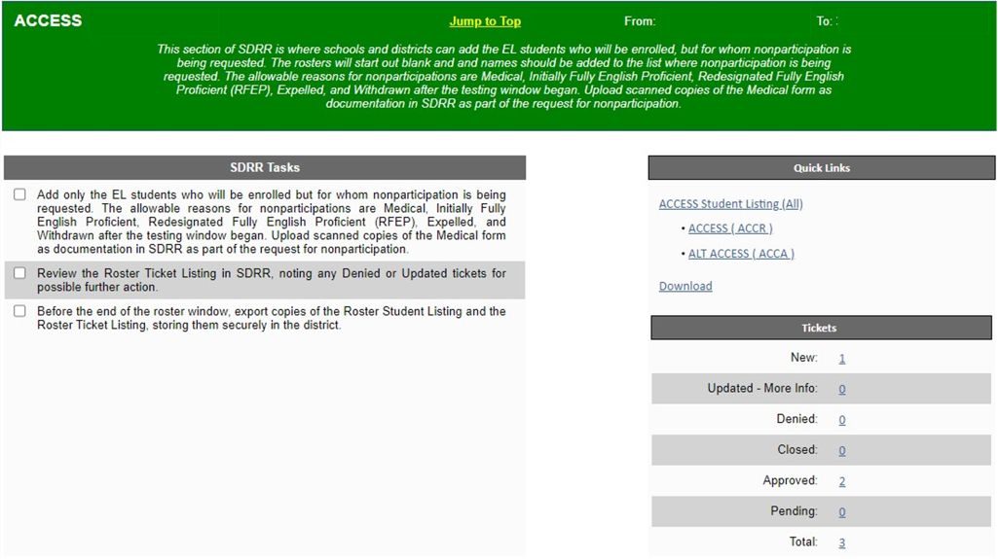 ACCESS
Jump to Top
From:
To:
This section of SDRR is where schools and districts can add the EL students who will be enrolled, but for whom nonparticipation is
being requested. The rosters will start out blank and and names should be added to the list where nonparticipation is being
requested. The allowable reasons for nonparticipations are Medical, Initially Fully English Proficient, Redesignated Fully English
Proficient (RFEP), Expelled, and Withdrawn after the testing window began. Upload scanned copies of the Medical form as
documentation in SDRR as part of the request for nonparticipation.
SDRR Tasks
Add only the EL students who will be enrolled but for whom nonparticipation is being
requested. The allowable reasons for nonparticipations are Medical, Initially Fully
English Proficient, Redesignated Fully English Proficient (RFEP), Expelled, and
Withdrawn after the testing window began. Upload scanned copies of the Medical form
as documentation in SDRR as part of the request for nonparticipation.
Review the Roster Ticket Listing in SDRR, noting any Denied or Updated tickets for
possible further action.
Before the end of the roster window, export copies of the Roster Student Listing and the
Roster Ticket Listing, storing them securely in the district.
Quick Links
ACCESS Student Listing (All)
• ACCESS ( ACCR )
• ALT ACCESS ( ACCA )
Download
Tickets
New: 1
Updated - More Info: 0
Denied: 0
Closed: 0
Approved: 2
Pending: 0
Total: 3